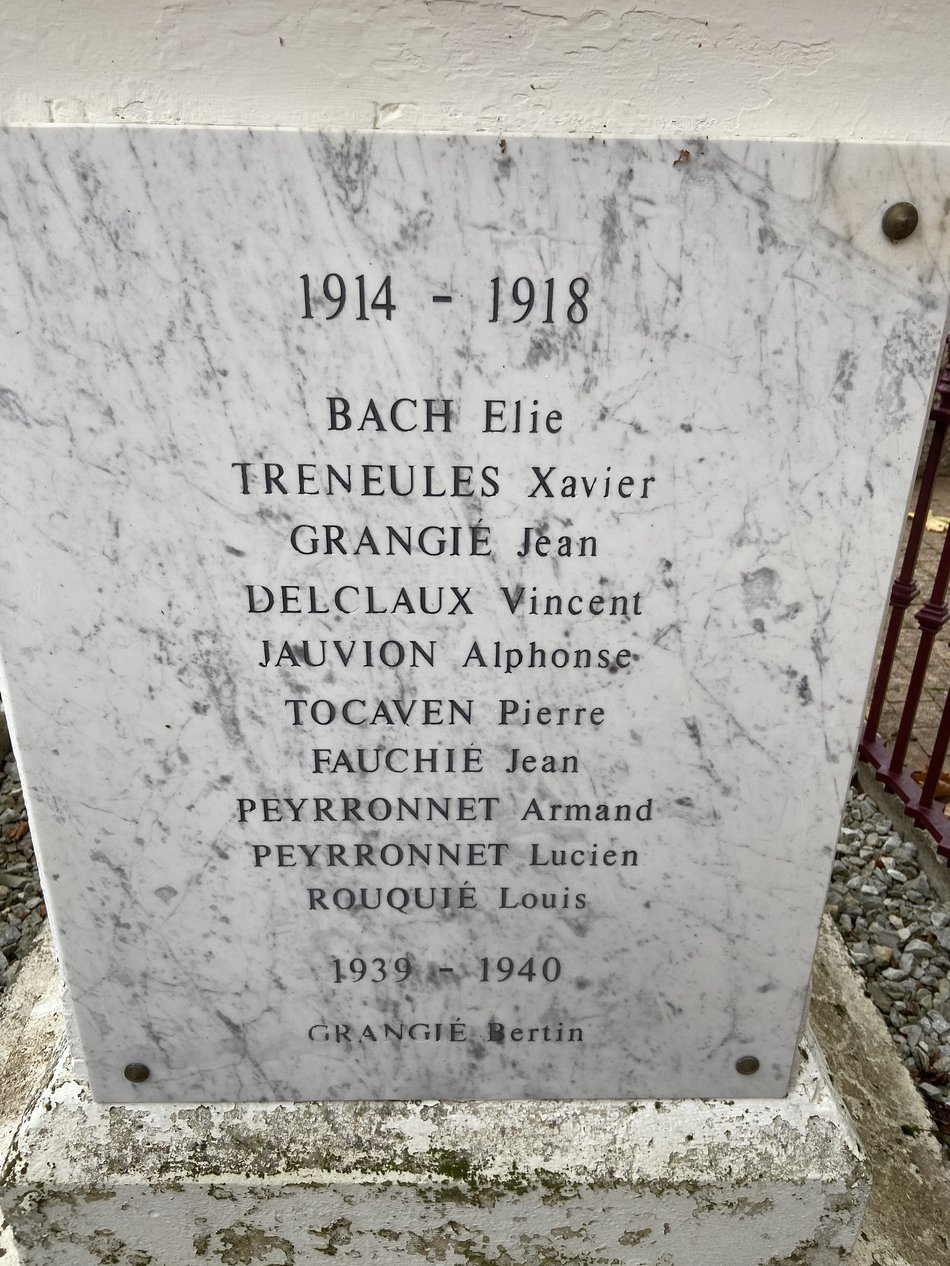 1914 - 1918
BACH Elie
TRENEULES Xavier
GRANGIÉ Jean
DELCLAUX Vincent
JAUVION Alphonse
TOCAVEN Pierre
FAUCHIÉ Jean
PEYRRONNET Armand
PEYRRONNET Lucien
ROUQUIÉ Louis
1939 - 1940
GRANGIÉ Bertin